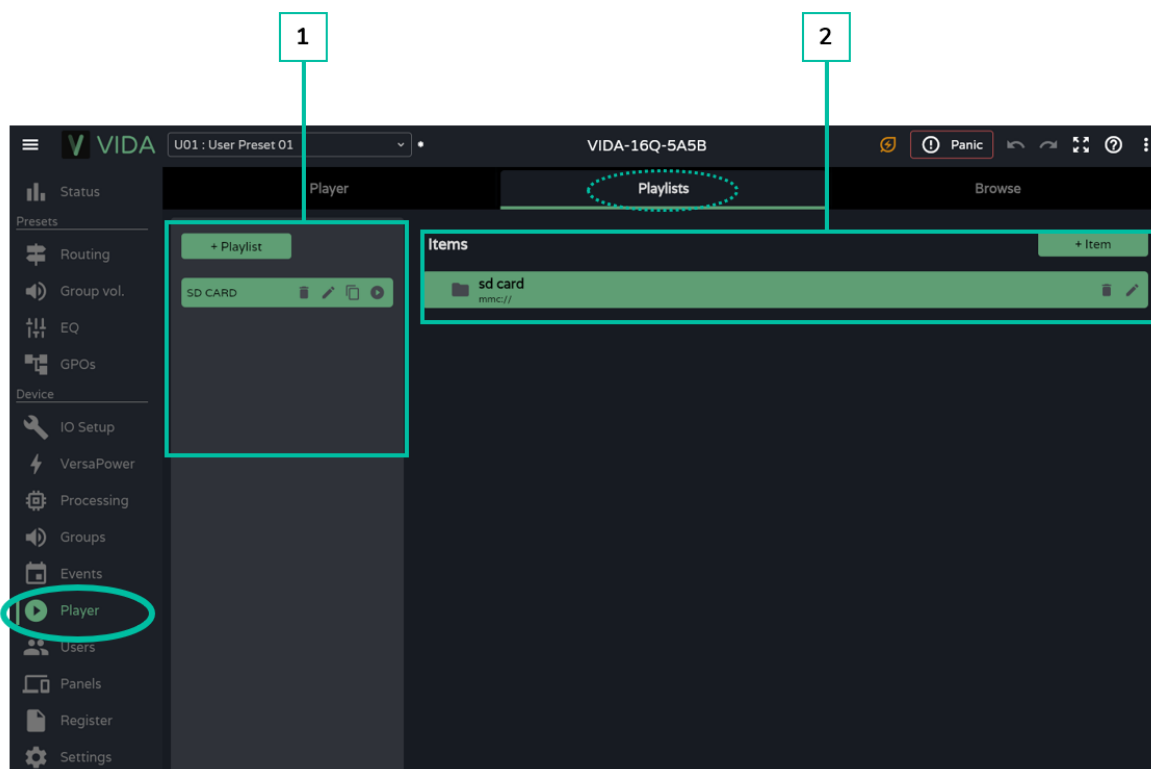 1
2
VIDA
U01 : User Preset 01
VIDA-16Q-5A5B
Panic
Player
Playlists
Browse
Status
Presets
Routing
Group vol.
EQ
GPOs
Device
IO Setup
VersaPower
Processing
Groups
Events
Player
Users
Panels
Register
Settings
+ Playlist
SD CARD
Items
+ Item
sd card
mmc://